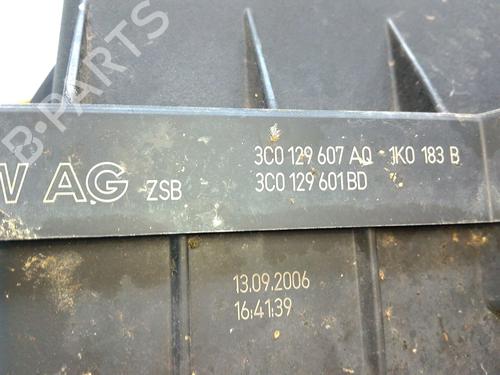 3C0 129 607 AQ 1K0 183 B
W AG ZSB 3C0 129 601 BD
13.09.2006
16:41:39
B-PARTS